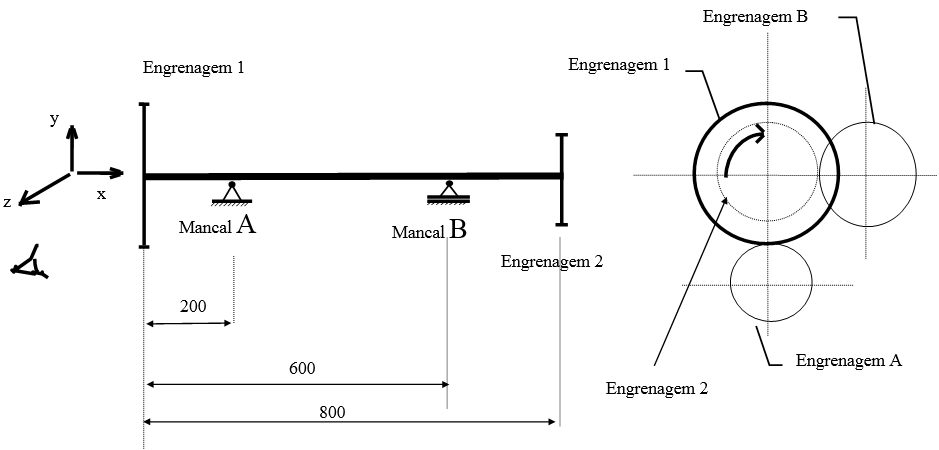 Engrenagem B
Engrenagem 1
Engrenagem 1
y
x
z
Mancal A
Mancal B
Engrenagem 2
200
600
800
Engrenagem A
Engrenagem 2